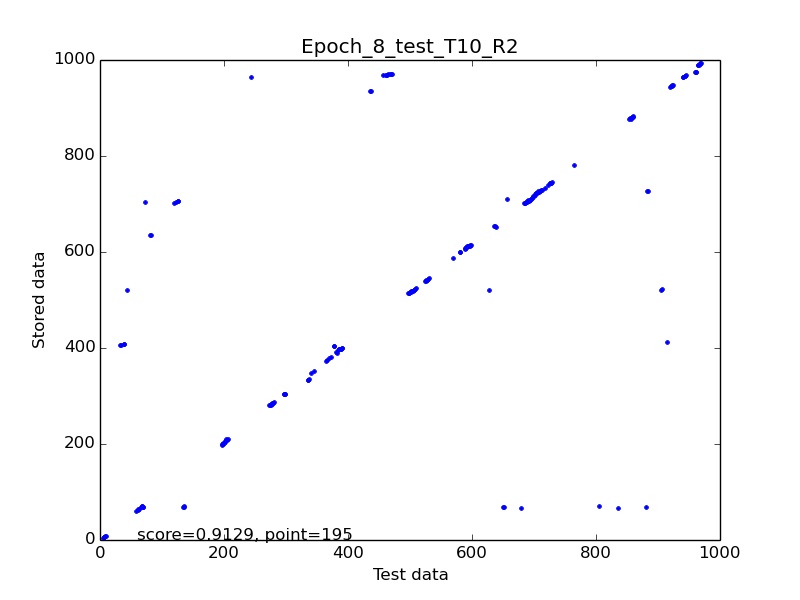 Epoch_8_test_T10_R2
1000
800
600
400
200
0
Stored data
score=0.9129, point=195
0 200 400 600 800 1000
Test data